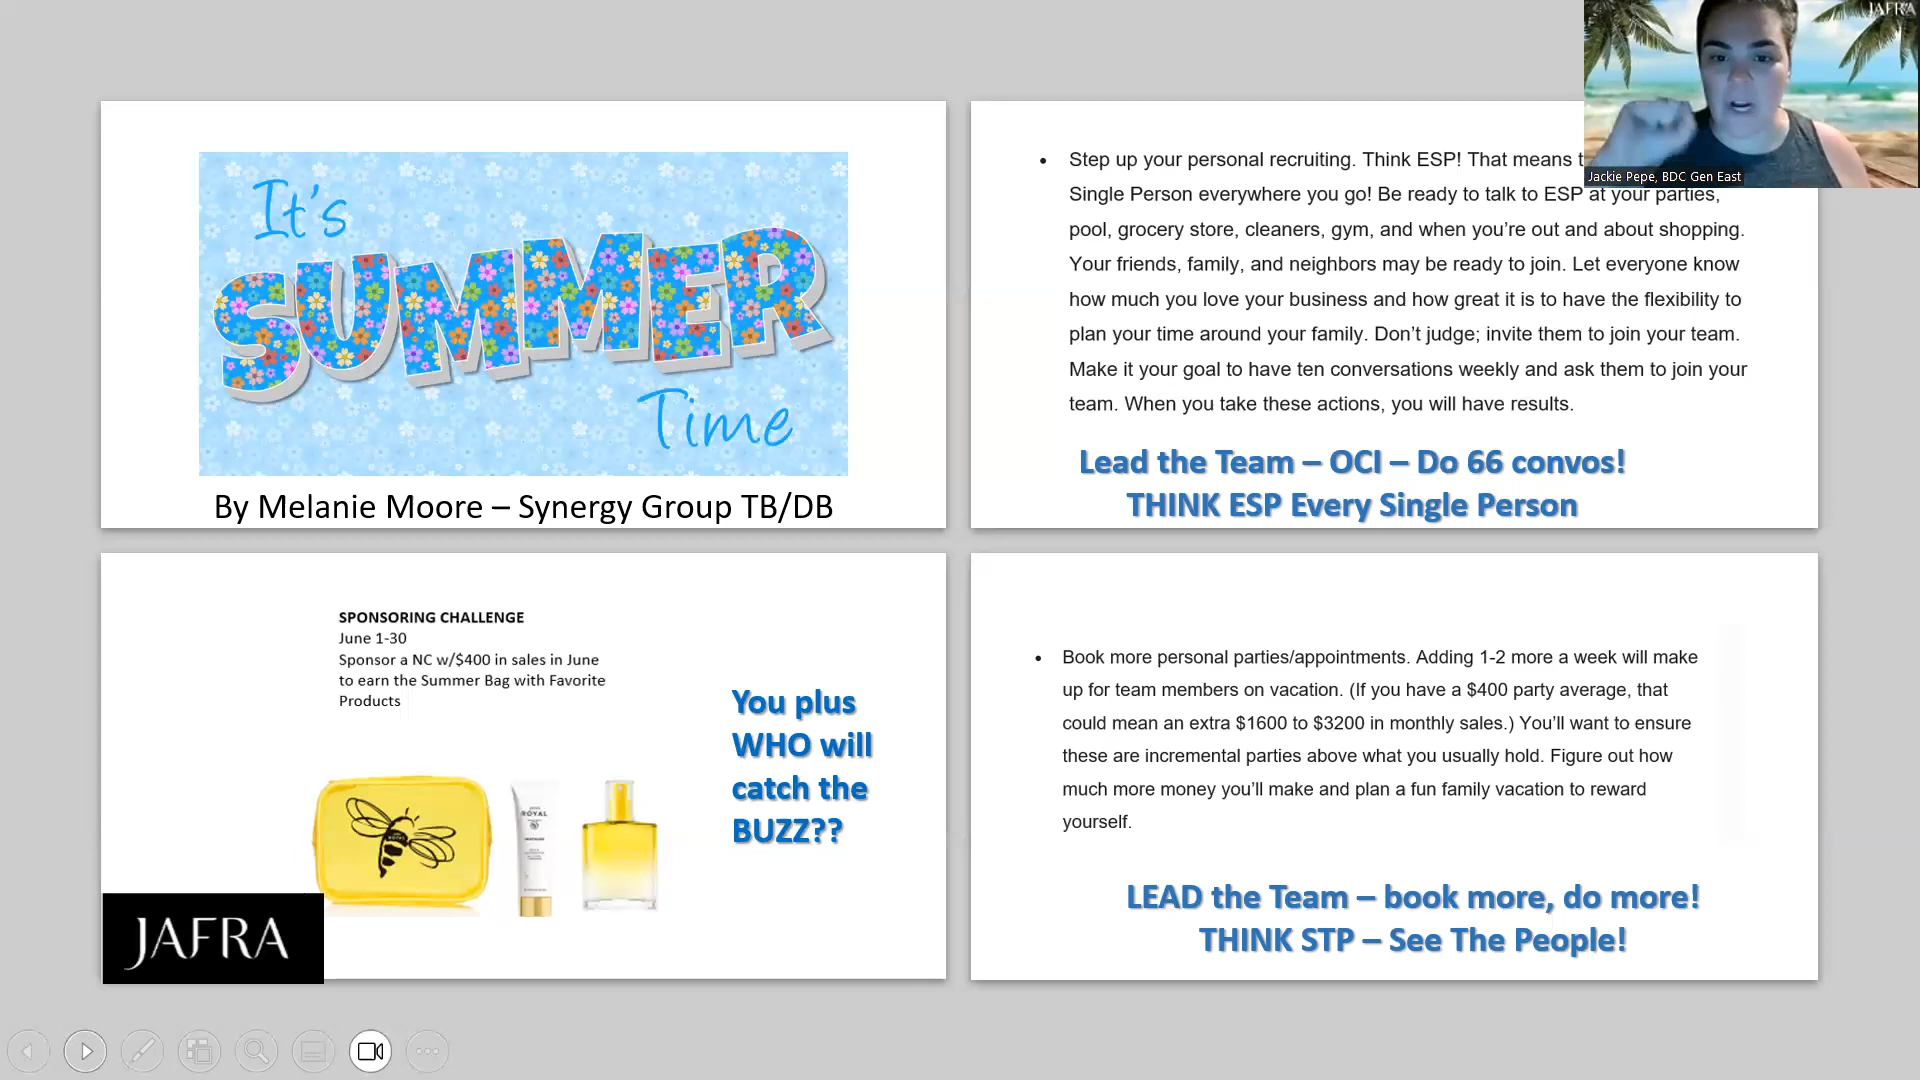 It's
SUMMER
Time
By Melanie Moore – Synergy Group TB/DB
Step up your personal recruiting. Think ESP! That means
Single Person everywhere you go! Be ready to talk to ESP at your parties,
pool, grocery store, cleaners, gym, and when you’re out and about shopping.
Your friends, family, and neighbors may be ready to join. Let everyone know
how much you love your business and how great it is to have the flexibility to
plan your time around your family. Don’t judge; invite them to join your team.
Make it your goal to have ten conversations weekly and ask them to join your
team. When you take these actions, you will have results.
Lead the Team – OCI – Do 66 convos!
THINK ESP Every Single Person
JAFRA
Jackie Pepe, BDC Gen East
SPONSORING CHALLENGE
June 1-30
Sponsor a NC w/$400 in sales in June
to earn the Summer Bag with Favorite
Products
You plus
WHO will
catch the
BUZZ??
ROYAL
JAFRA
• Book more personal parties/appointments. Adding 1-2 more a week will make
up for team members on vacation. (If you have a $400 party average, that
could mean an extra $1600 to $3200 in monthly sales.) You’ll want to ensure
these are incremental parties above what you usually hold. Figure out how
much more money you’ll make and plan a fun family vacation to reward
yourself.
LEAD the Team – book more, do more!
THINK STP – See The People!